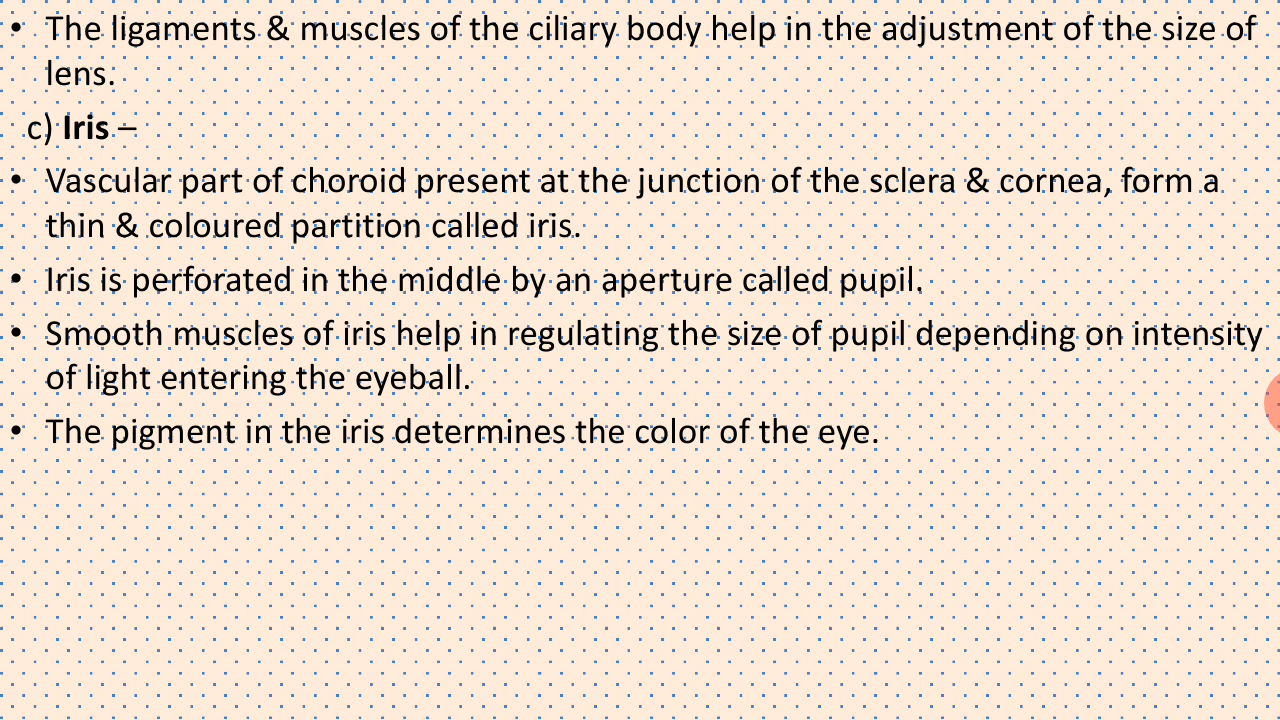 • The ligaments & muscles of the ciliary body help in the adjustment of the size of
lens.
c) Iris –
• Vascular part of choroid present at the junction of the sclera & cornea, form a
thin & coloured partition called iris.
• Iris is perforated in the middle by an aperture called pupil.
• Smooth muscles of iris help in regulating the size of pupil depending on intensity
of light entering the eyeball.
• The pigment in the iris determines the color of the eye.